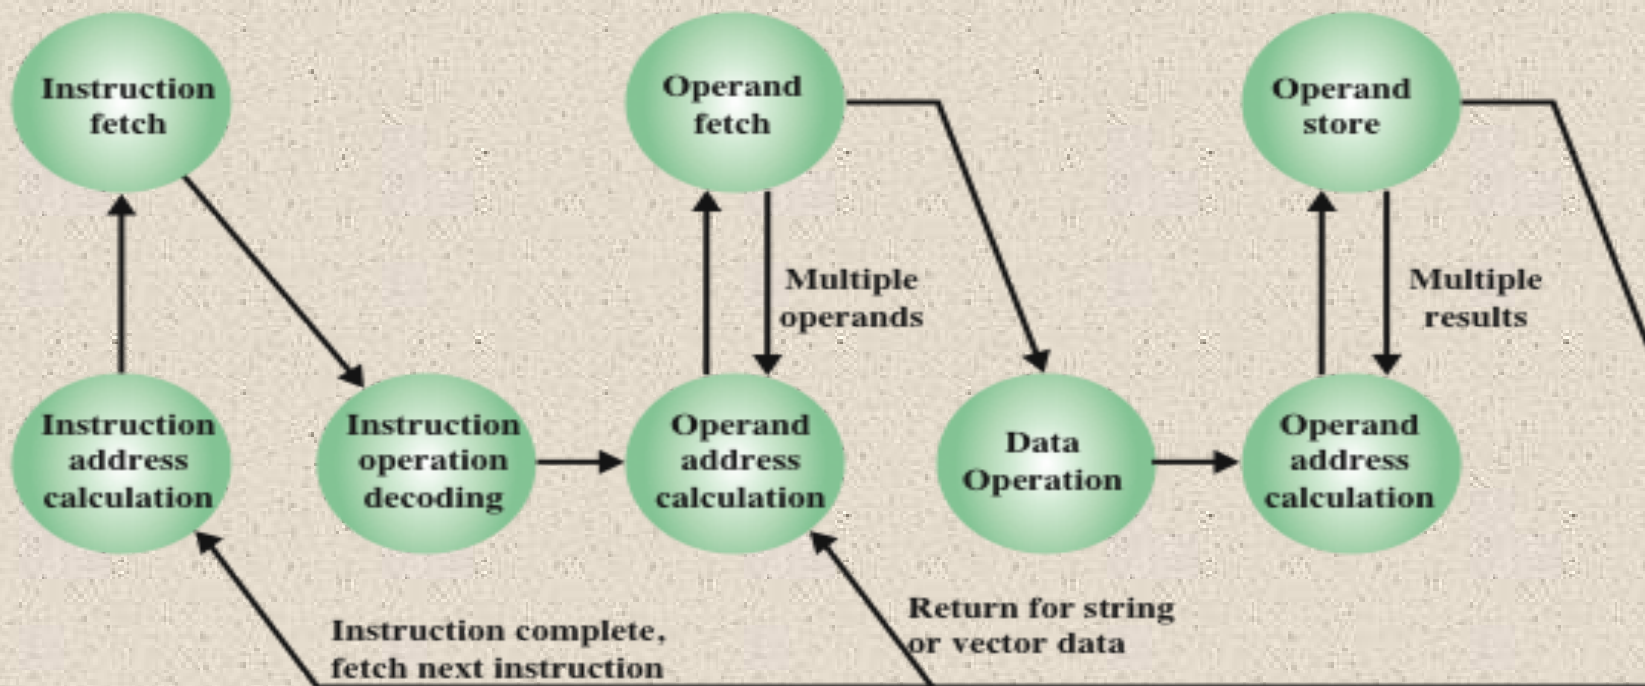 Instruction
fetch
Operand
fetch
Operand
store
Multiple
operands
Multiple
results
Instruction
address
calculation
Instruction
operation
decoding
Operand
address
calculation
Data
Operation
Operand
address
calculation
Instruction complete,
fetch next instruction
Return for string
or vector data